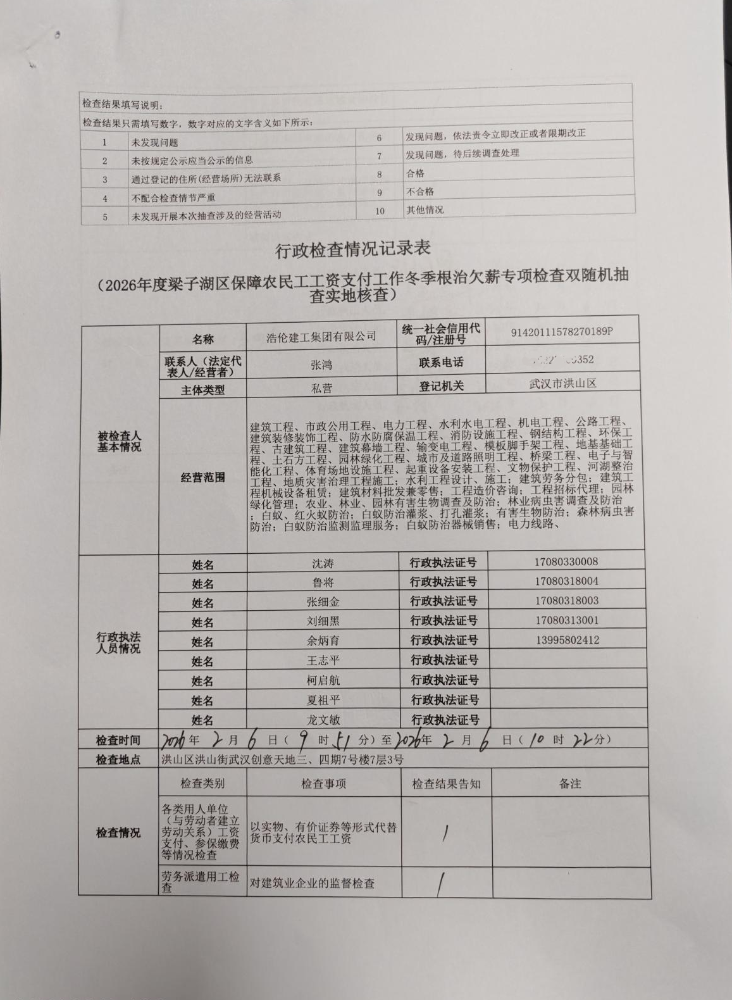 检查结果填写说明：
检查结果只需填写数字，数字对应的文字含义如下所示：
1 未发现问题 6 发现问题，依法责令立即改正或者限期改正
2 未按规定公示应当公示的信息 7 发现问题，待后续调查处理
3 通过登记的住所(经营场所)无法联系 8 合格
4 不配合检查情节严重 9 不合格
5 未发现开展本次抽查涉及的经营活动 10 其他情况
行政检查情况记录表
（2026年度梁子湖区保障农民工工资支付工作冬季根治欠薪专项检查双随机抽
查实地核查）
被检查人
基本情况
名称 浩伦建工集团有限公司 统一社会信用代
码/注册号 91420111578270189P
联系人（法定代
表人/经营者） 张鸿 联系电话 352
主体类型 私营 登记机关 武汉市洪山区
经营范围
建筑工程、市政公用工程、电力工程、水利水电工程、机电工程、公路工程、
建筑装修装饰工程、防水防腐保温工程、消防设施工程、钢结构工程、环保工
程、古建筑工程、建筑幕墙工程、输变电工程、模板脚手架工程、地基基础工
程、土石方工程、园林绿化工程、城市及道路照明工程、桥梁工程、电子与智
能化工程、体育场地设施工程、起重设备安装工程、文物保护工程、河湖整治
工程、地质灾害治理工程施工；水利工程设计、施工；建筑劳务分包；建筑工
程机械设备租赁；建筑材料批发兼零售；工程造价咨询；工程招标代理；园林
绿化管理；农业、林业、园林有害生物调查及防治；林业病虫害调查及防治
；白蚁、红火蚁防治；白蚁防治灌浆、打孔灌浆；有害生物防治；森林病虫害
防治；白蚁防治监测监理服务；白蚁防治器械销售；电力线路、
行政执法
人员情况
姓名 沈涛 行政执法证号 17080330008
姓名 鲁将 行政执法证号 17080318004
姓名 张细金 行政执法证号 17080318003
姓名 刘细黑 行政执法证号 17080313001
姓名 余炳育 行政执法证号 13995802412
姓名 王志平 行政执法证号
姓名 柯启航 行政执法证号
姓名 夏祖平 行政执法证号
姓名 龙文敏 行政执法证号
检查时间 2026年 2 月 6 日（ 9 时 51 分）至 2026年 2 月 6 日（ 10 时 22分）
检查地点 洪山区洪山街武汉创意天地三、四期7号楼7层3号
检查情况
检查类别 检查事项 检查结果告知 备注
各类用人单位
（与劳动者建立
劳动关系）工资
支付、参保缴费
等情况检查
以实物、有价证券等形式代替
货币支付农民工工资
1
劳务派遣用工检
查
对建筑业企业的监督检查
1